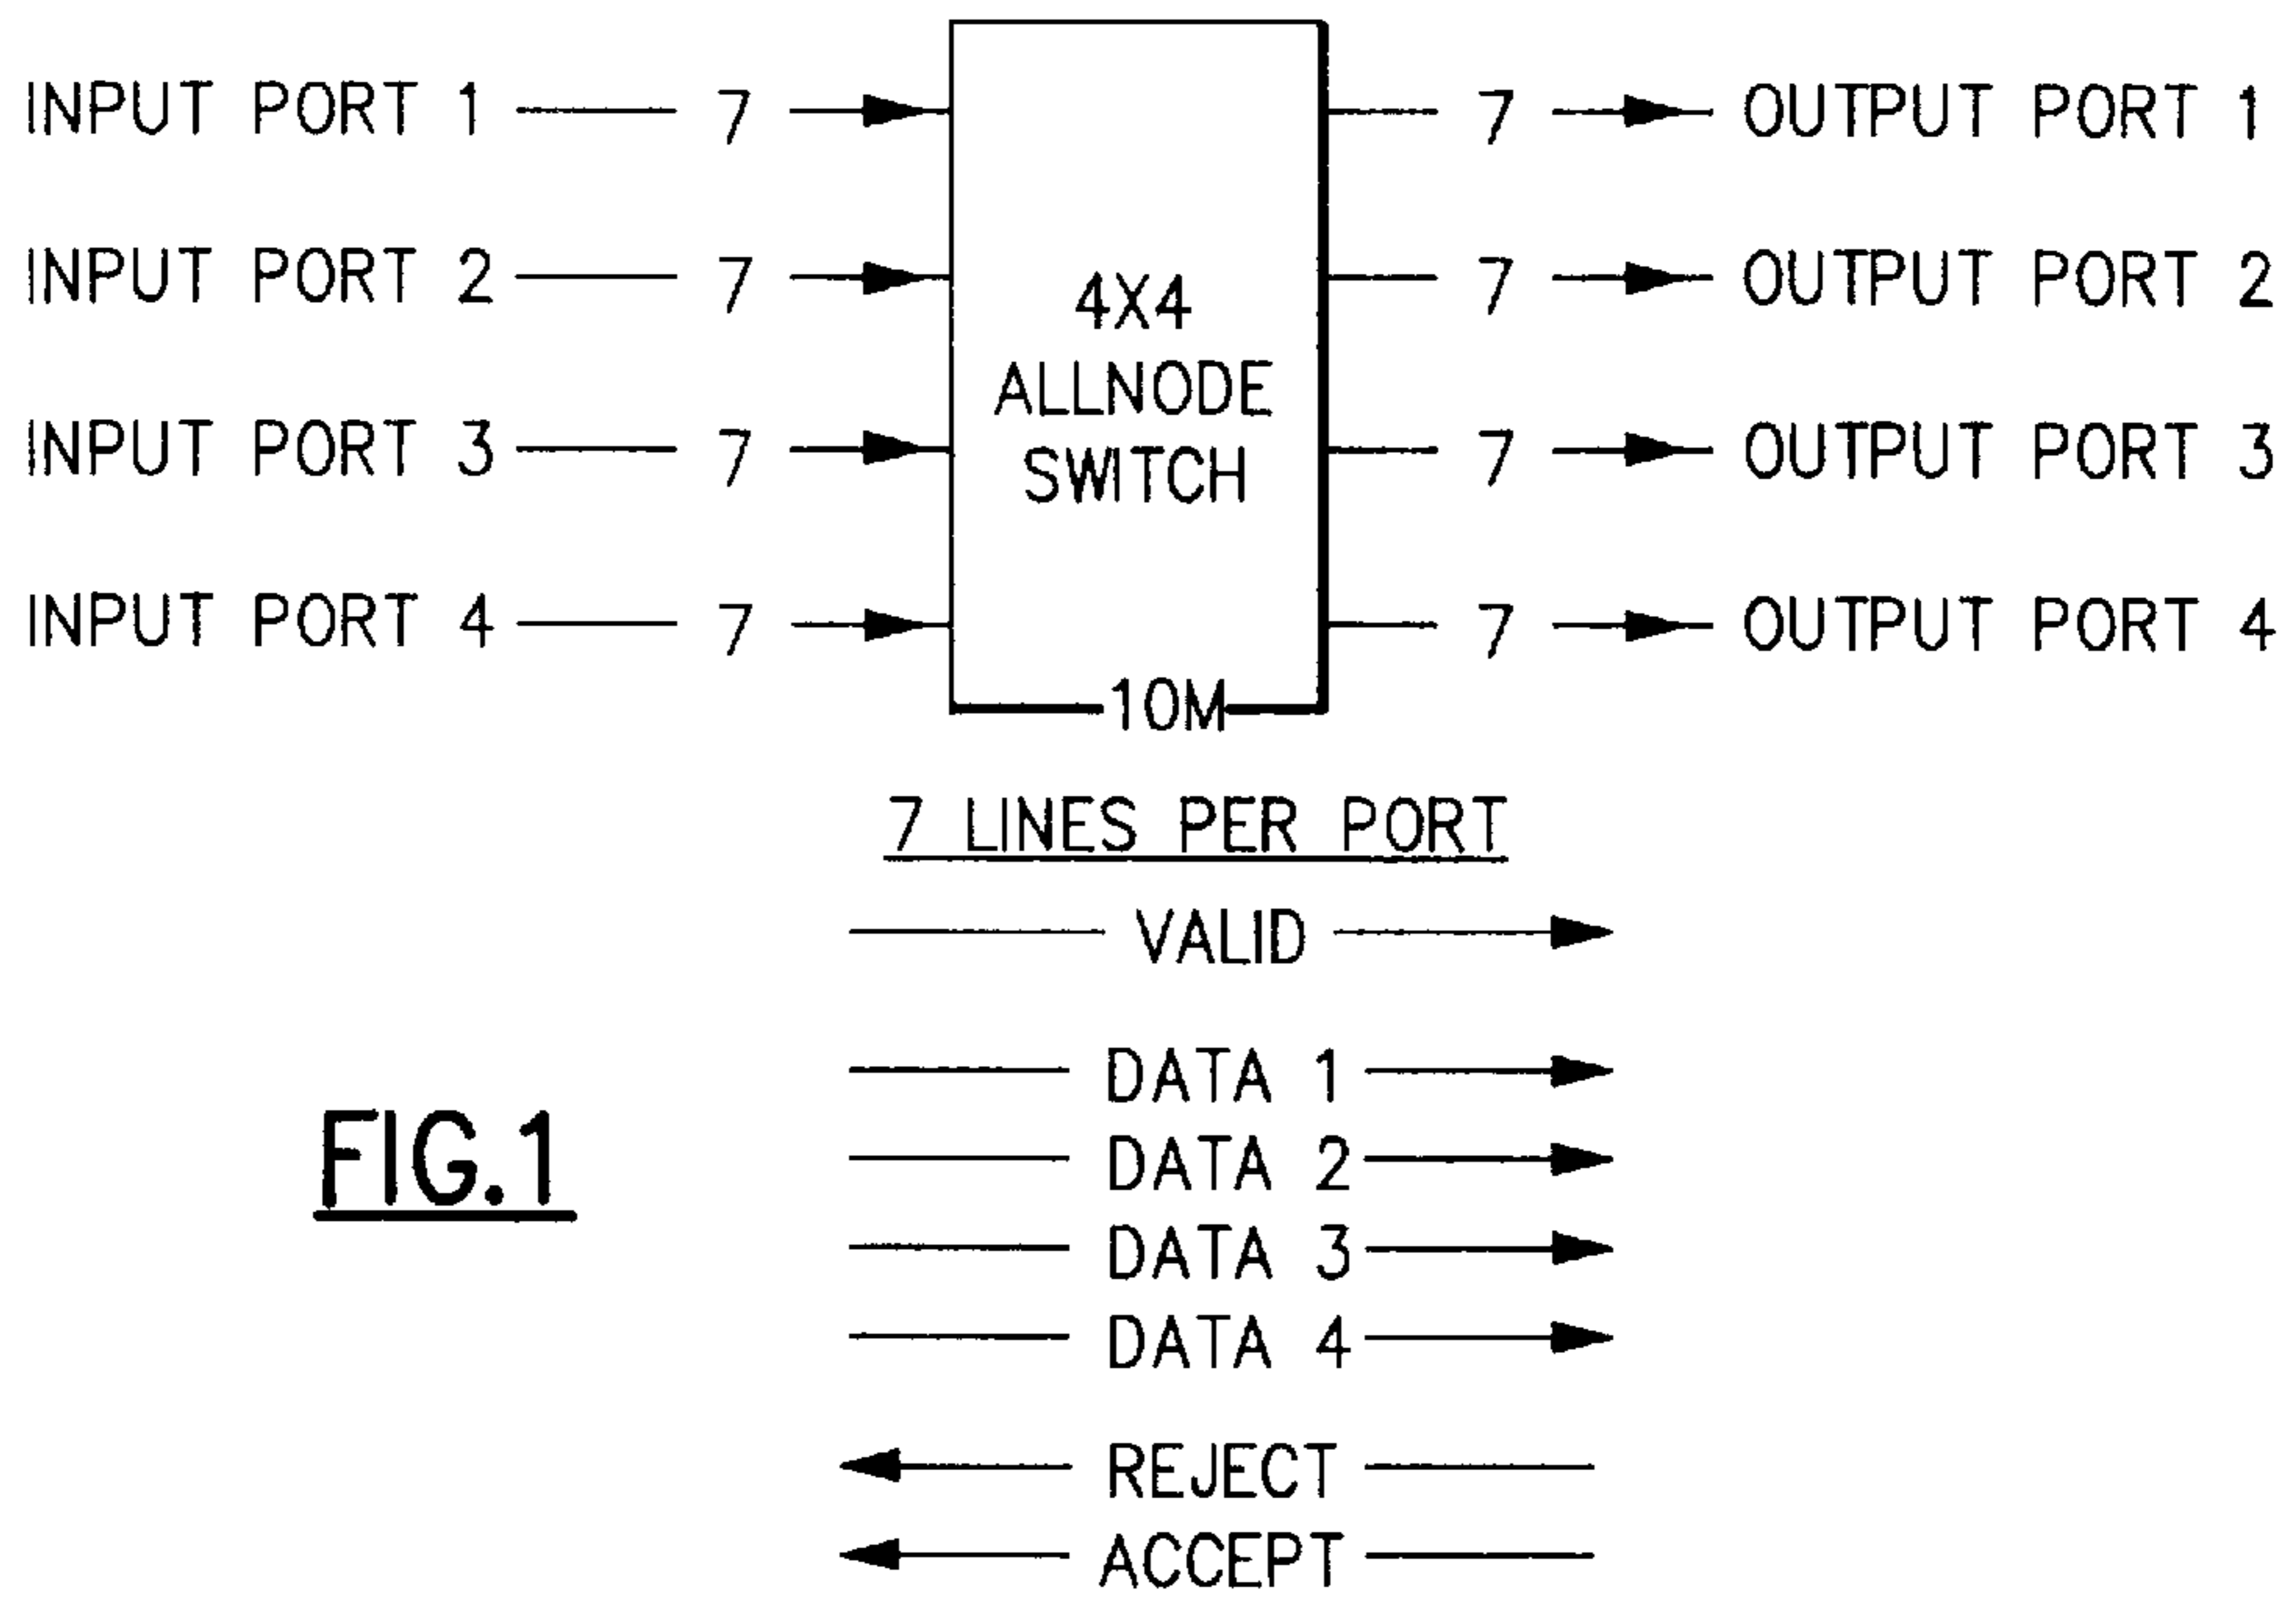 INPUT PORT 1 7 7 OUTPUT PORT 1
INPUT PORT 2 7 7 OUTPUT PORT 2
4X4
ALLNODE
SWITCH
INPUT PORT 3 7 7 OUTPUT PORT 3
INPUT PORT 4 7 7 OUTPUT PORT 4
10M
7 LINES PER PORT
VALID
DATA 1
DATA 2
DATA 3
DATA 4
REJECT
ACCEPT
FIG.1